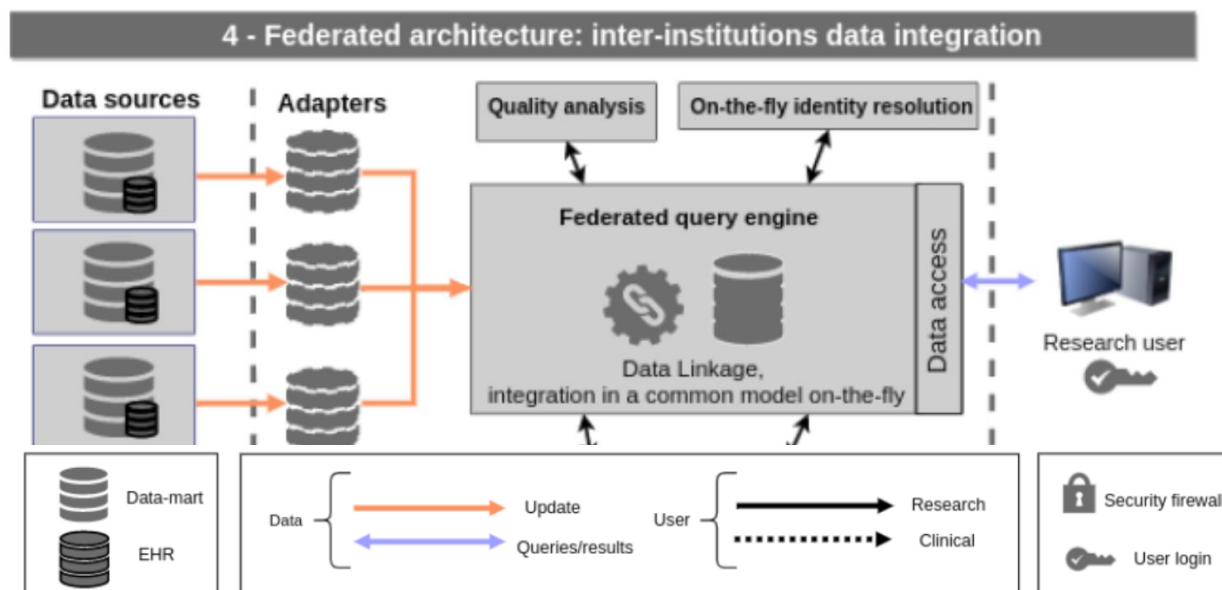 4 - Federated architecture: inter-institutions data integration
Data sources
Adapters
Quality analysis
On-the-fly identity resolution
Federated query engine
Data Linkage,
integration in a common model on-the-fly
Data access
Research user
Data-mart
EHR
Data
Update
Queries/results
User
Research
Clinical
Security firewall
User login